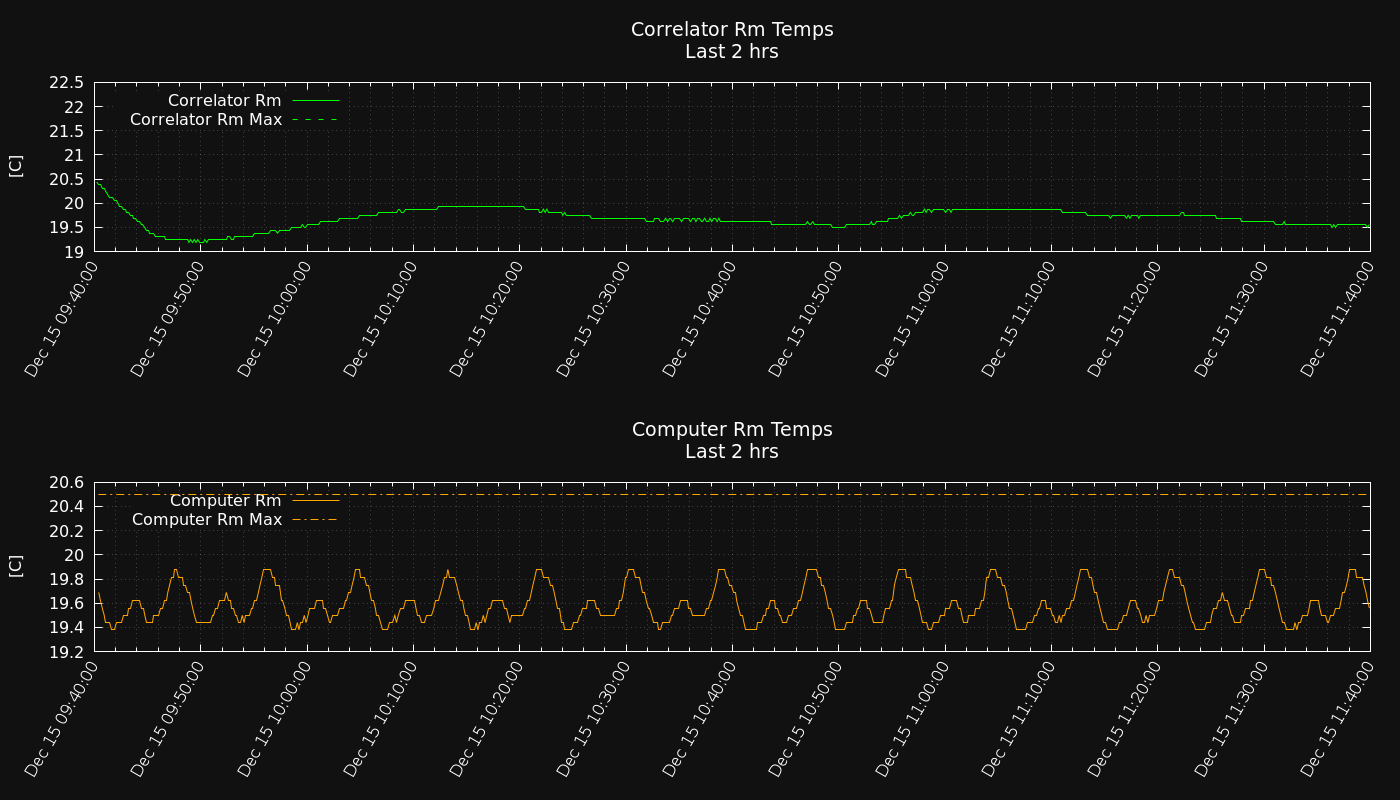 Correlator Rm Temps
Last 2 hrs
22.5
22
21.5
21
20.5
20
19.5
19
[C]
Correlator Rm
Correlator Rm Max
Dec 15 09:40:00
Dec 15 09:50:00
Dec 15 10:00:00
Dec 15 10:10:00
Dec 15 10:20:00
Dec 15 10:30:00
Dec 15 10:40:00
Dec 15 10:50:00
Dec 15 11:00:00
Dec 15 11:10:00
Dec 15 11:20:00
Dec 15 11:30:00
Dec 15 11:40:00
Computer Rm Temps
Last 2 hrs
20.6
20.4
20.2
20
19.8
19.6
19.4
19.2
[C]
Computer Rm
Computer Rm Max
Dec 15 09:40:00
Dec 15 09:50:00
Dec 15 10:00:00
Dec 15 10:10:00
Dec 15 10:20:00
Dec 15 10:30:00
Dec 15 10:40:00
Dec 15 10:50:00
Dec 15 11:00:00
Dec 15 11:10:00
Dec 15 11:20:00
Dec 15 11:30:00
Dec 15 11:40:00